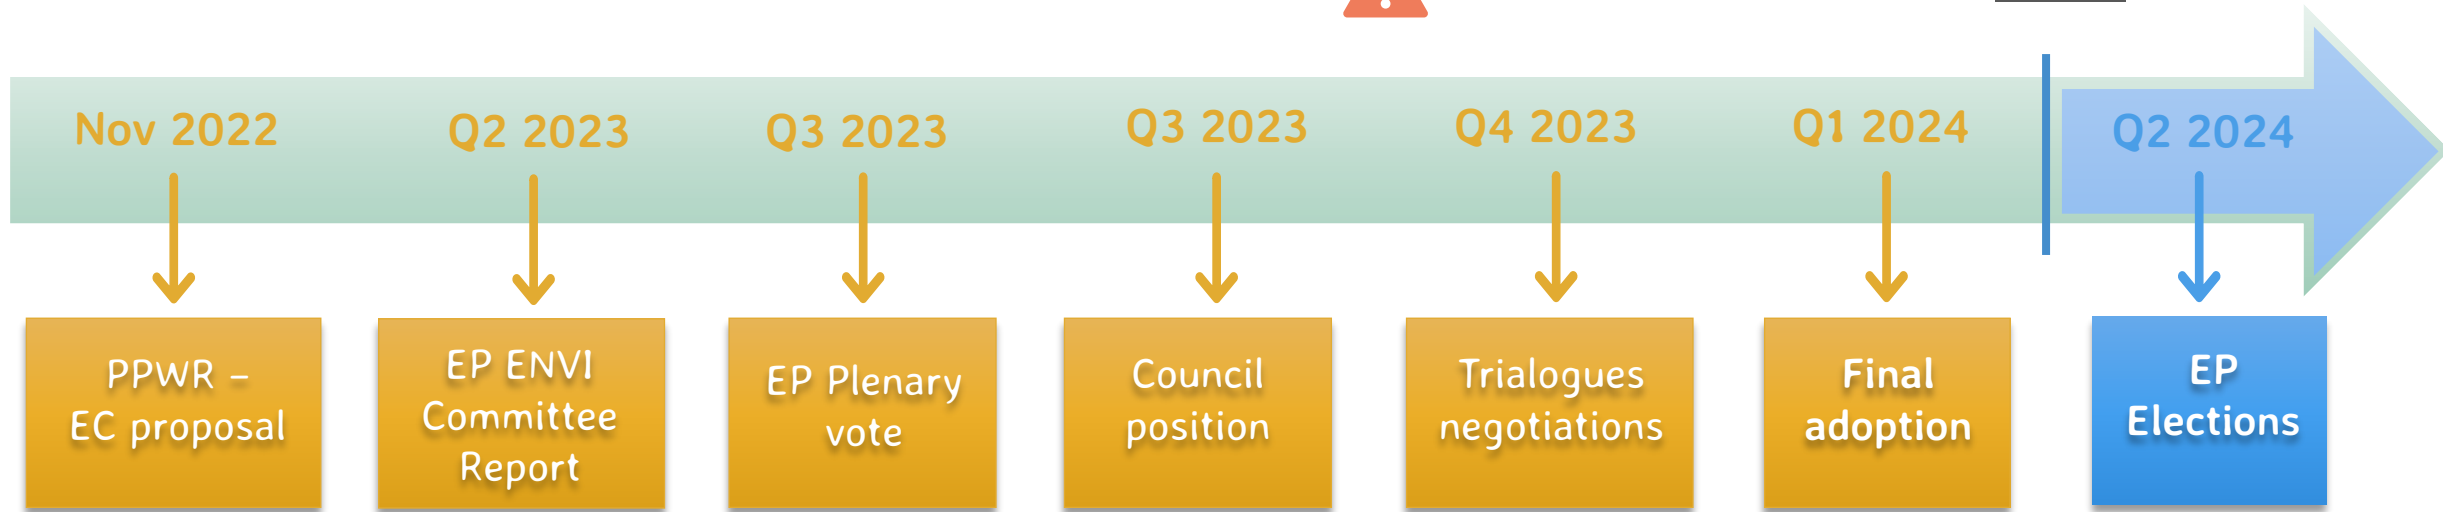 Nov 2022
Q2 2023
Q3 2023
Q3 2023
Q4 2023
Q1 2024
Q2 2024
PPWR –
EC proposal
EP ENVI
Committee
Report
EP Plenary
vote
Council
position
Trialogues
negotiations
Final
adoption
EP
Elections